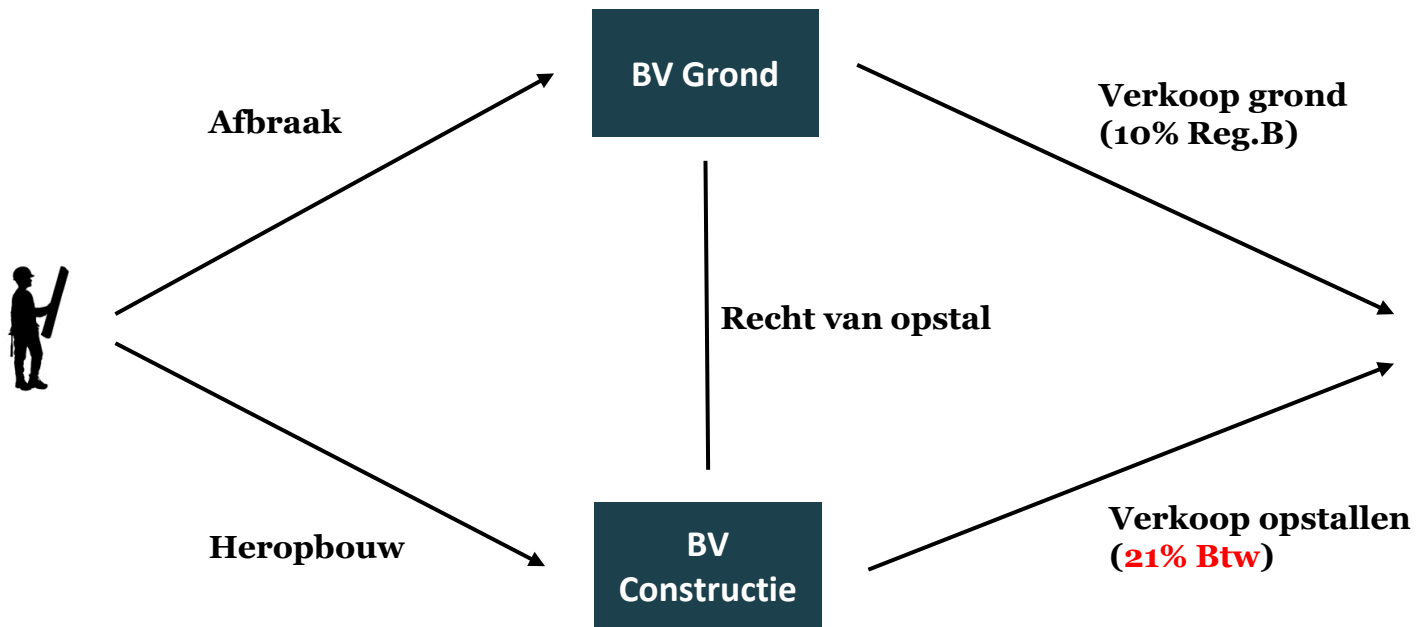 BV Grond
Afbraak
Verkoop grond
(10% Reg.B)
Recht van opstal
Heropbouw
BV
Constructie
Verkoop opstallen
(21% Btw)